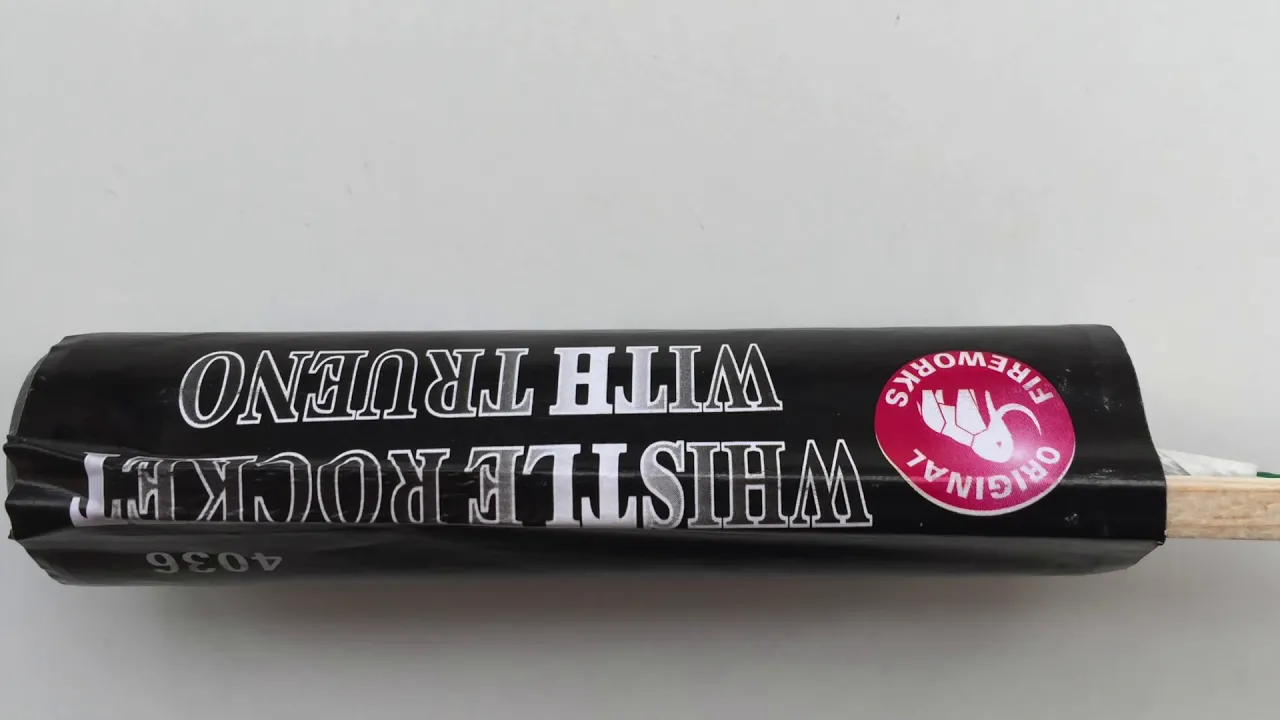 4036
WHISTLE ROCKET
WITH TRUENO
ORIGINAL
FIREWORKS